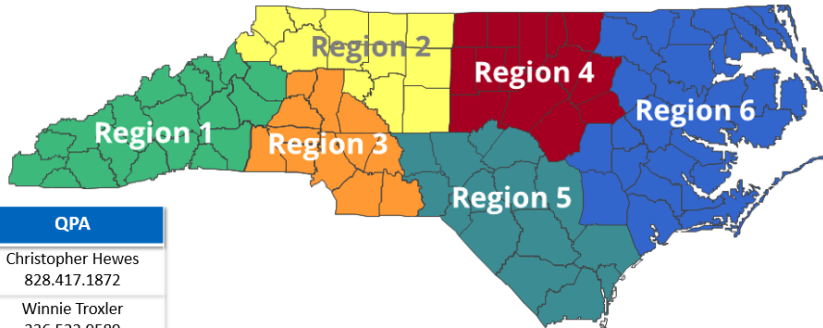 Region 2
Region 4
Region 6
Region 1
Region 3
Region 5
QPA
Christopher Hewes
828.417.1872
Winnie Troxler